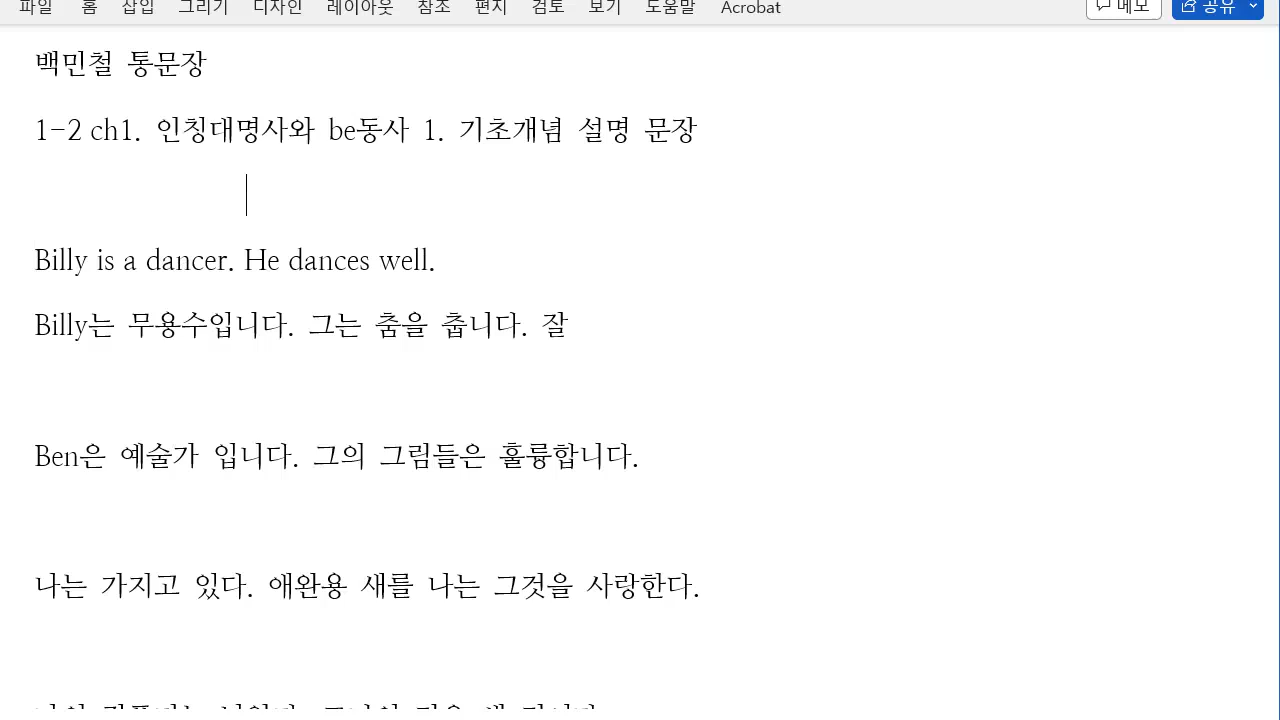 파일 홈 삽입 그리기 디자인 레이아웃 참조 편지 검토 보기 도움말 Acrobat 메모 공유
백민철 통문장
1-2 ch1. 인칭대명사와 be동사 1. 기초개념 설명 문장
Billy is a dancer. He dances well.
Billy는 무용수입니다. 그는 춤을 춥니다. 잘
Ben은 예술가 입니다. 그의 그림들은 훌륭합니다.
나는 가지고 있다. 애완용 새를 나는 그것을 사랑한다.